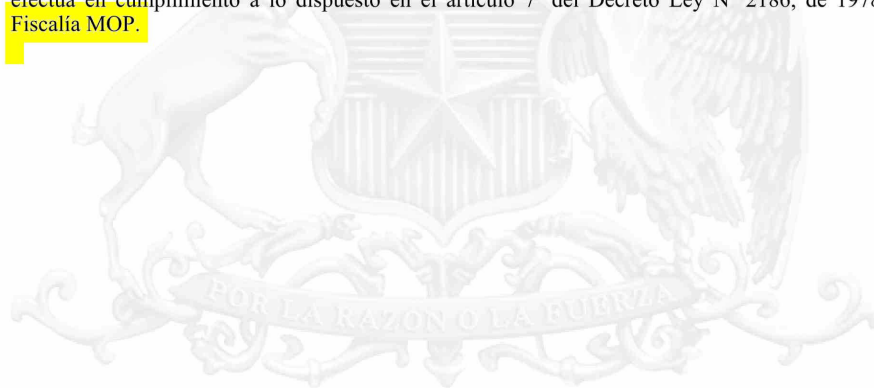 efectúa en cumplimiento a lo dispuesto en el artículo 7° del Decreto Ley N° 2186, de 1978
Fiscalía MOP.
POR LA RAZON O LA FUERZA